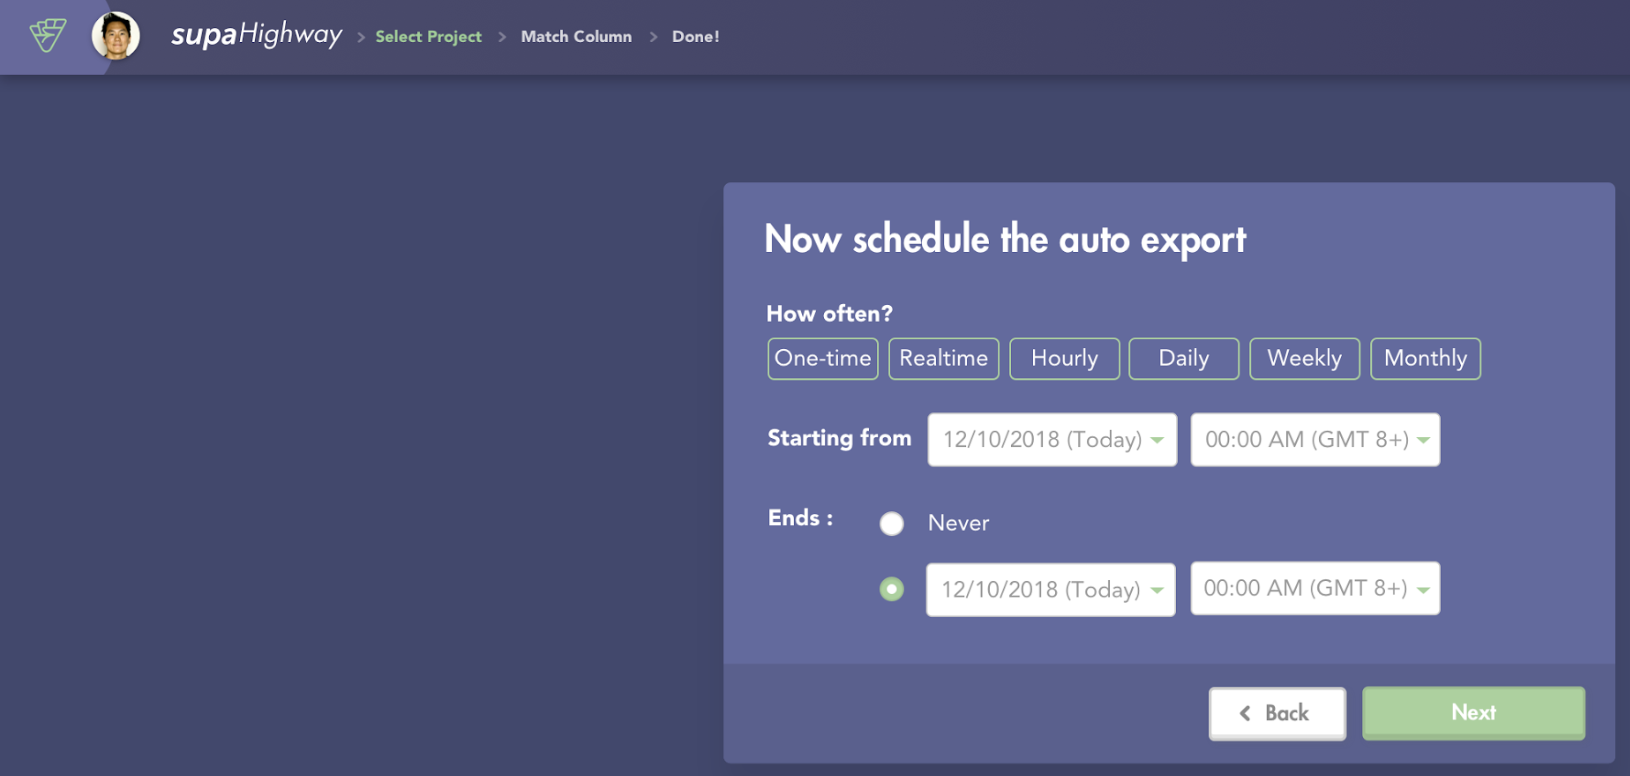 supaHighway > Select Project > Match Column > Done!
Now schedule the auto export
How often?
One-time Realtime Hourly Daily Weekly Monthly
Starting from 12/10/2018 (Today) 00:00 AM (GMT 8+)
Ends : Never
12/10/2018 (Today) 00:00 AM (GMT 8+)
Back Next